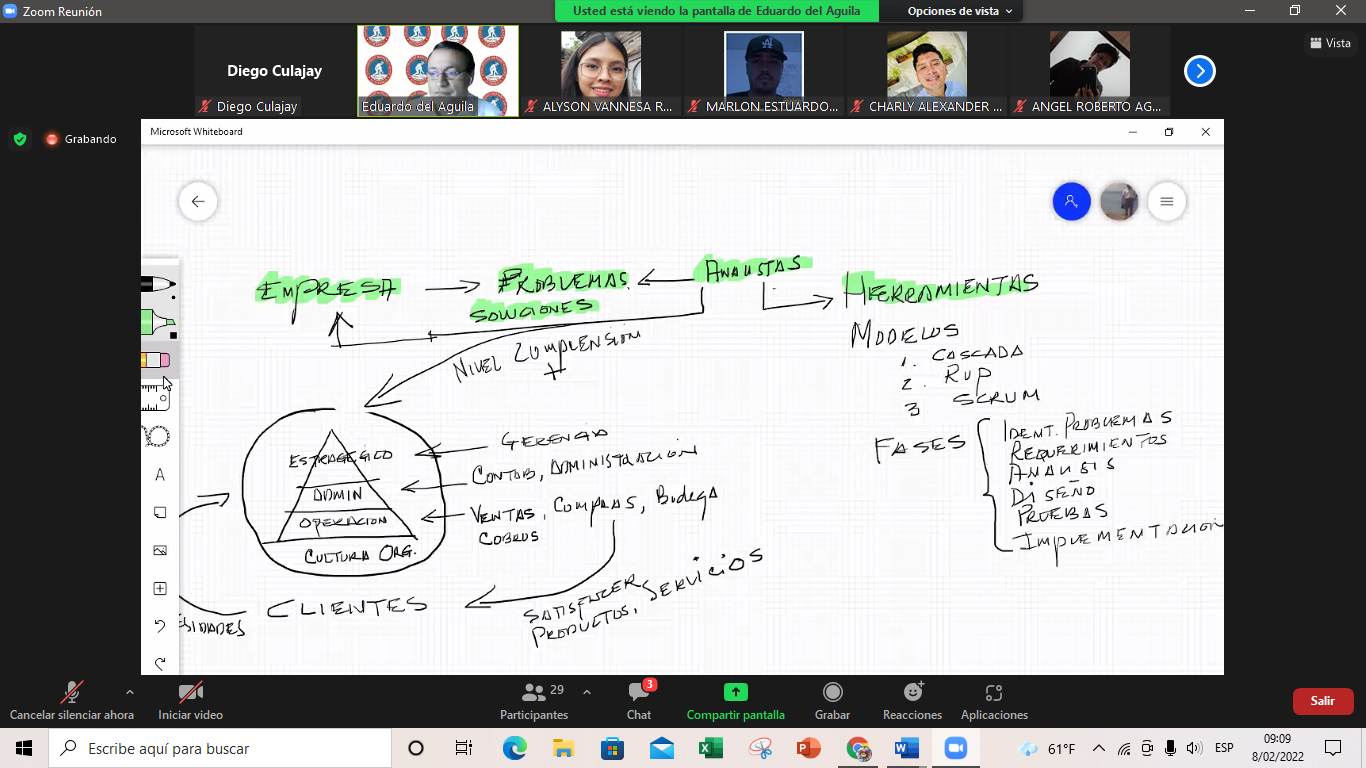 Zoom Reunión
Usted está viendo la pantalla de Eduardo del Aguila
Opciones de vista
Vista
Diego Culajay
Diego Culajay
Eduardo del Aguila
ALYSON VANNESA R...
MARLON ESTUARDO...
CHARLY ALEXANDER ...
ANGEL ROBERTO AG...
Grabando
Microsoft Whiteboard
EMPRESA
PROBLEMAS
SOLUCIONES
ANALISTAS
HERRAMIENTAS
NIVEL COMPRENSIÓN
MODELOS
1. CASCADA
2. RUP
3 SCRUM
FASES
IDENT. PROBLEMAS
REQUERIMIENTOS
ANALISIS
DISEÑO
PRUEBAS
IMPLEMENTACION
ESTRAGEGICO
ADMIN
OPERACION
CULTURA ORG.
GERENCIA
CONTAB, ADMINISTRACION
VENTAS, COMPRAS, Bodega
COBROS
CLIENTES
ESIDADES
SATISFACER
PRODUCTOS, SERVICIOS
A
Cancelar silenciar ahora
Iniciar video
29
Participantes
3
Chat
Compartir pantalla
Grabar
Reacciones
Aplicaciones
Salir
Escribe aquí para buscar
61°F
ESP
09:09
8/02/2022